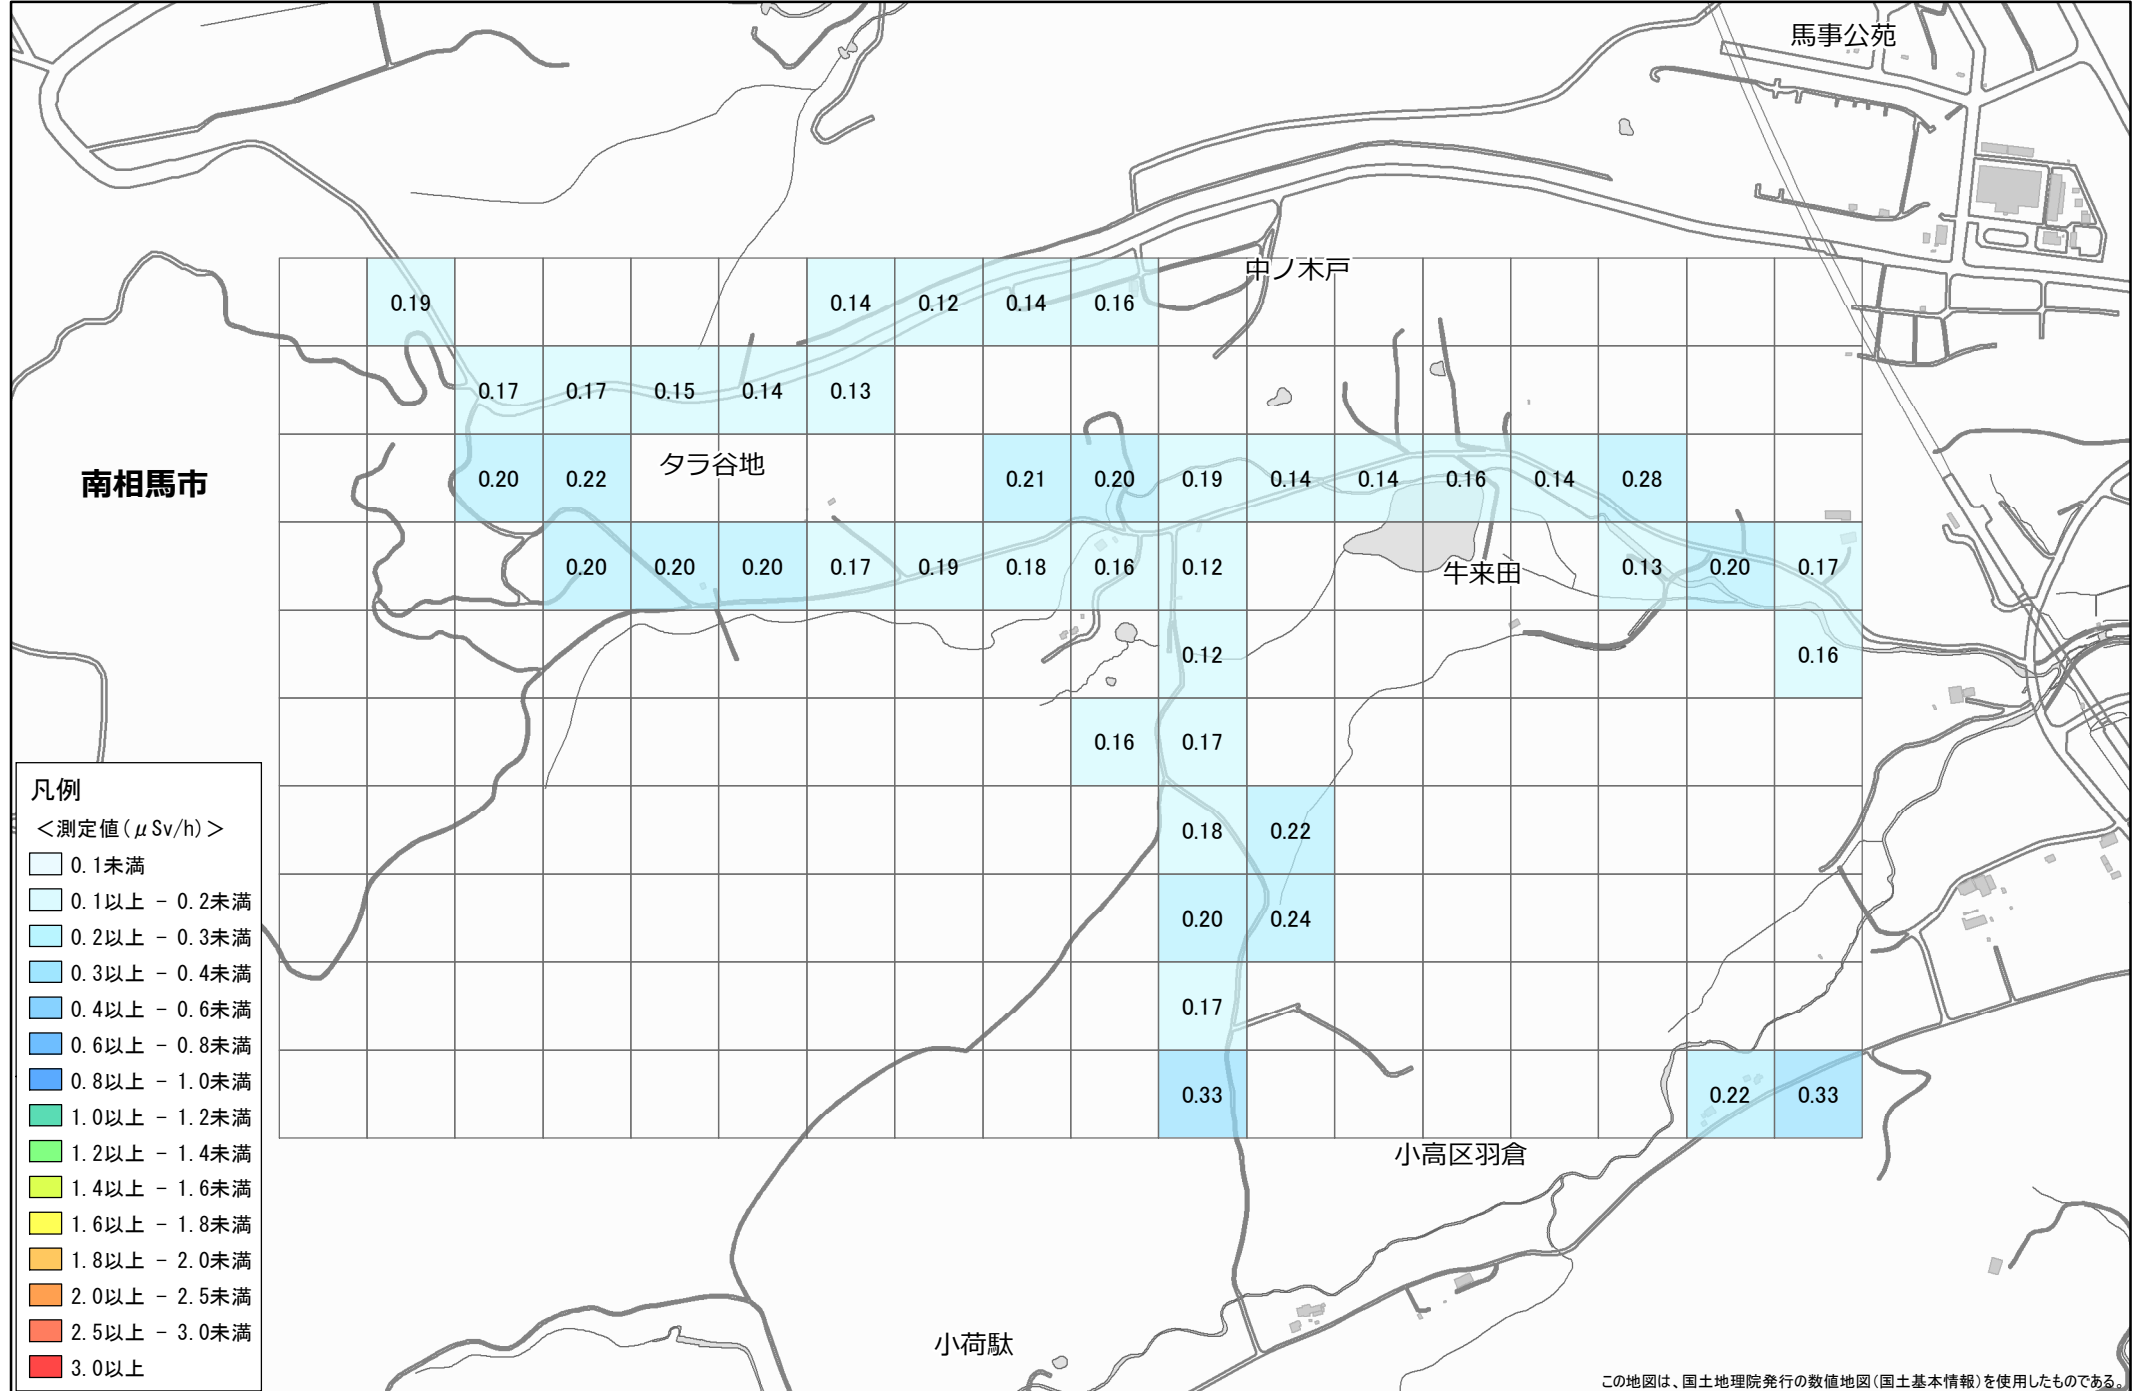 馬事公苑
中ノ木戸
0.19 0.14 0.12 0.14 0.16
0.17 0.17 0.15 0.14 0.13
タラ谷地
南相馬市
0.20 0.22 0.21 0.20 0.19 0.14 0.14 0.16 0.14 0.28
0.20 0.20 0.20 0.17 0.19 0.18 0.16 0.12 0.13 0.20 0.17
牛来田
0.12 0.16
0.16 0.17
0.18 0.22
0.20 0.24
0.17
0.33 0.22 0.33
小高区羽倉
小荷駄
凡例
＜測定値(μSv/h)＞
0.1未満
0.1以上 - 0.2未満
0.2以上 - 0.3未満
0.3以上 - 0.4未満
0.4以上 - 0.6未満
0.6以上 - 0.8未満
0.8以上 - 1.0未満
1.0以上 - 1.2未満
1.2以上 - 1.4未満
1.4以上 - 1.6未満
1.6以上 - 1.8未満
1.8以上 - 2.0未満
2.0以上 - 2.5未満
2.5以上 - 3.0未満
3.0以上
この地図は、国土地理院発行の数値地図(国土基本情報)を使用したものである。